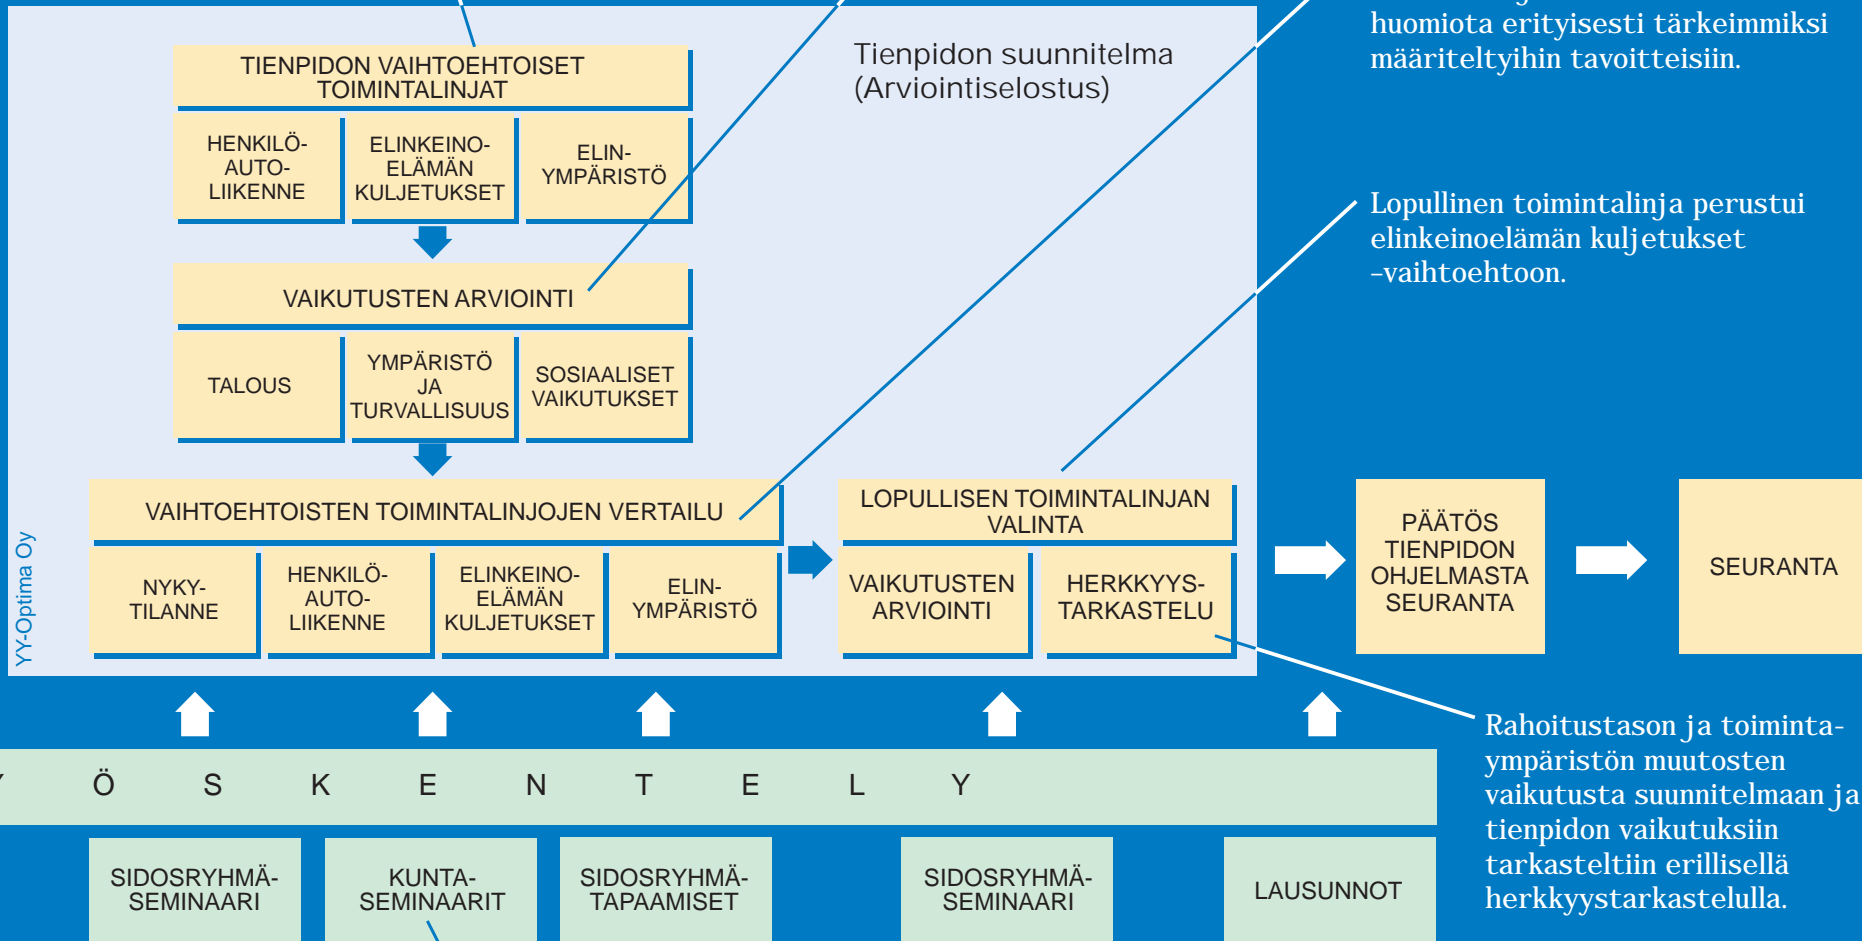 huomiota erityisesti tärkeimmiksi
määriteltyihin tavoitteisiin.
Tienpidon suunnitelma
(Arviointiselostus)
TIENPIDON VAIHTOEHTOISET
TOIMINTALINJAT
HENKILÖ-
AUTO-
LIIKENNE
ELINKEINO-
ELÄMÄN
KULJETUKSET
ELIN-
YMPÄRISTÖ
Lopullinen toimintalinja perustui
elinkeinoelämän kuljetukset
–vaihtoehtoon.
VAIKUTUSTEN ARVIOINTI
TALOUS
YMPÄRISTÖ
JA
TURVALLISUUS
SOSIAALISET
VAIKUTUKSET
VAIHTOEHTOISTEN TOIMINTALINJOJEN VERTAILU
NYKY-
TILANNE
HENKILÖ-
AUTO-
LIIKENNE
ELINKEINO-
ELÄMÄN
KULJETUKSET
ELIN-
YMPÄRISTÖ
LOPULLISEN TOIMINTALINJAN
VALINTA
VAIKUTUSTEN
ARVIOINTI
HERKKYYS-
TARKASTELU
PÄÄTÖS
TIENPIDON
OHJELMASTA
SEURANTA
SEURANTA
YY-Optima Oy
Rahoitustason ja toiminta-
ympäristön muutosten
vaikutusta suunnitelmaan ja
tienpidon vaikutuksiin
tarkasteltiin erillisellä
herkkyystarkastelulla.
Ö S K E N T E L Y
SIDOSRYHMÄ-
SEMINAARI
KUNTA-
SEMINAARIT
SIDOSRYHMÄ-
TAPAAMISET
SIDOSRYHMÄ-
SEMINAARI
LAUSUNNOT